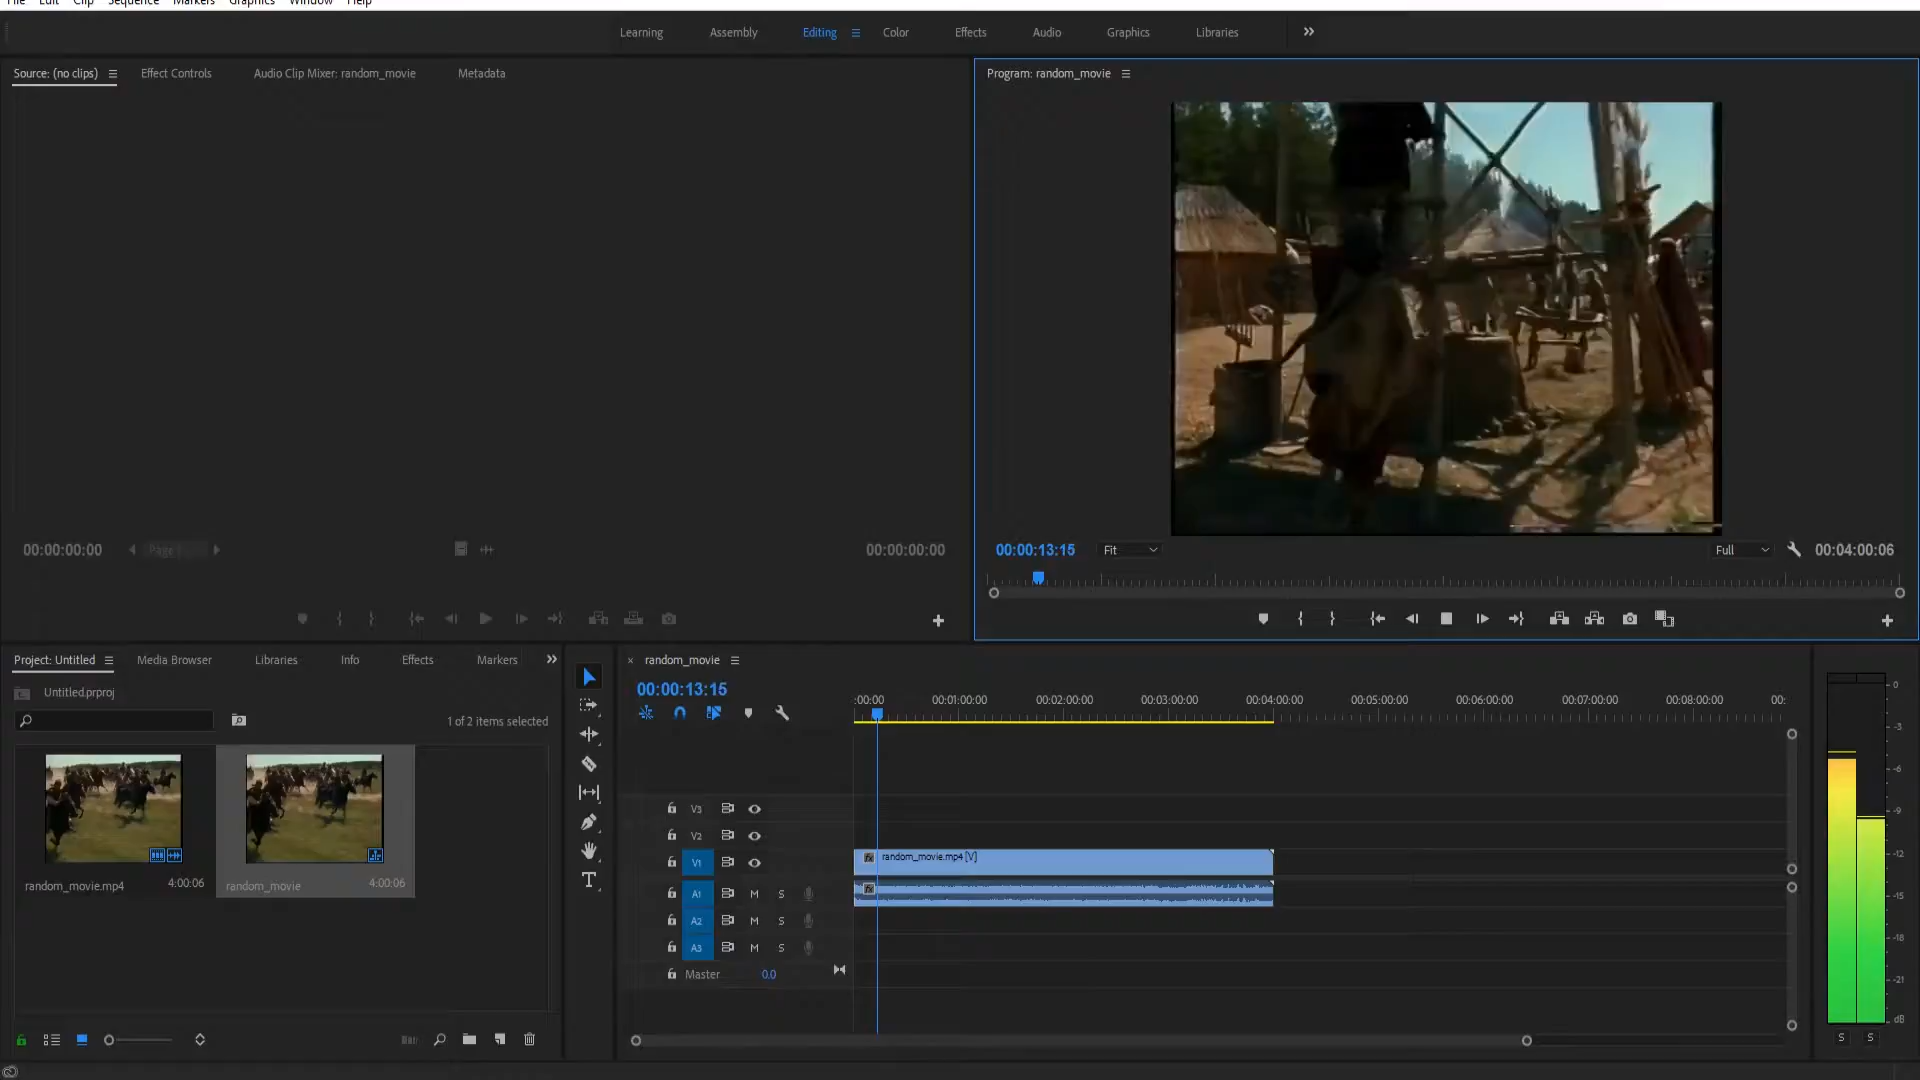 File Edit Clip Sequence Markers Graphics Window Help
Learning Assembly Editing Color Effects Audio Graphics Libraries
Source: (no clips) Effect Controls Audio Clip Mixer: random_movie Metadata
Program: random_movie
00:00:00:00 Page 00:00:00:00
00:00:13:15 Fit Full 00:04:00:06
Project: Untitled Media Browser Libraries Info Effects Markers
Untitled.prproj
1 of 2 items selected
random_movie.mp4 4:00:06
random_movie 4:00:06
random_movie
00:00:13:15
:00:00 00:01:00:00 00:02:00:00 00:03:00:00 00:04:00:00 00:05:00:00 00:06:00:00 00:07:00:00 00:08:00:00 00:
V3
V2
V1 fx random_movie.mp4 [V]
A1 M S fx
A2 M S
A3 M S
Master 0.0
0
-3
-6
-9
-12
-15
-18
-21
dB
S S